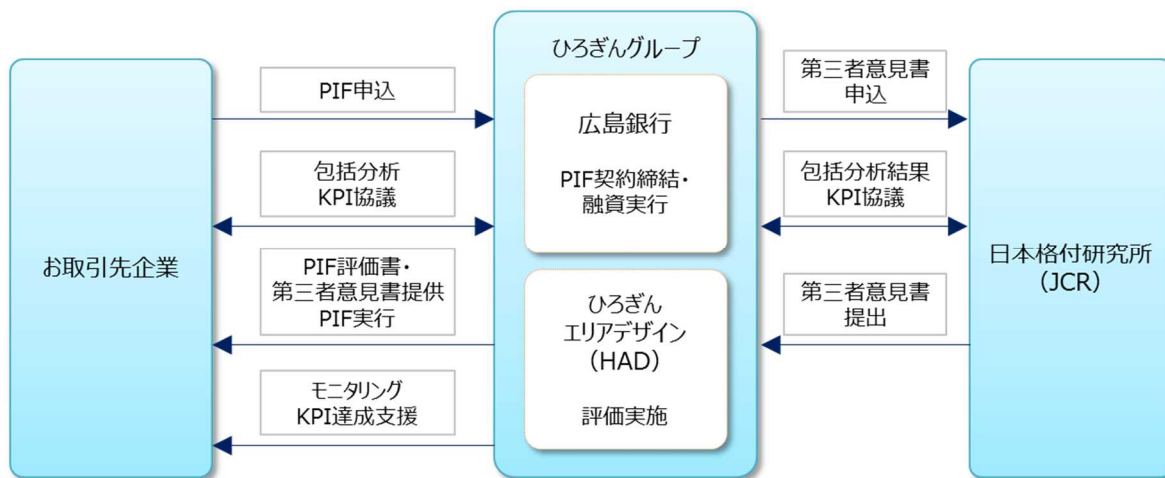 お取引先企業
PIF申込
包括分析
KPI協議
PIF評価書・
第三者意見書提供
PIF実行
モニタリング
KPI達成支援
ひろぎんグループ
広島銀行
PIF契約締結・
融資実行
ひろぎん
エリアデザイン
（HAD）
評価実施
第三者意見書
申込
包括分析結果
KPI協議
第三者意見書
提出
日本格付研究所
（JCR）